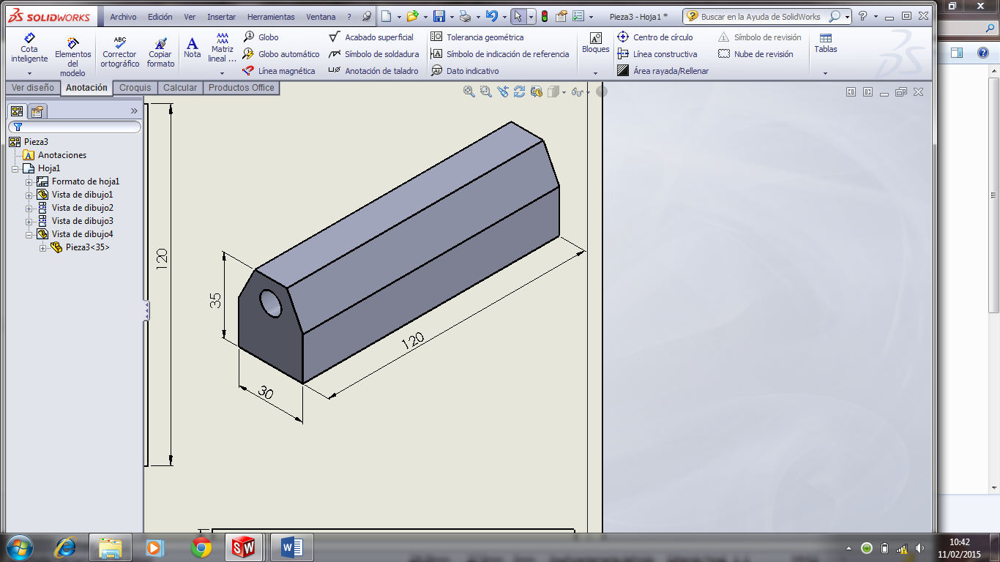 SOLIDWORKS Archivo Edición Ver Insertar Herramientas Ventana ? Pieza3 - Hoja1 * Buscar en la Ayuda de SolidWorks ?
Cota inteligente
Elementos del modelo
ABC
Corrector ortográfico
Copiar formato
Nota
Matriz lineal ...
Globo
Globo automático
Línea magnética
Acabado superficial
Símbolo de soldadura
Anotación de taladro
Tolerancia geométrica
Símbolo de indicación de referencia
Dato indicativo
Bloques
Centro de círculo
Línea constructiva
Área rayada/Rellenar
Símbolo de revisión
Nube de revisión
Tablas
Ver diseño Anotación Croquis Calcular Productos Office
Pieza3
Anotaciones
Hoja1
Formato de hoja1
Vista de dibujo1
Vista de dibujo2
Vista de dibujo3
Vista de dibujo4
Pieza3<35>
120
35
30
120
10:42
11/02/2015